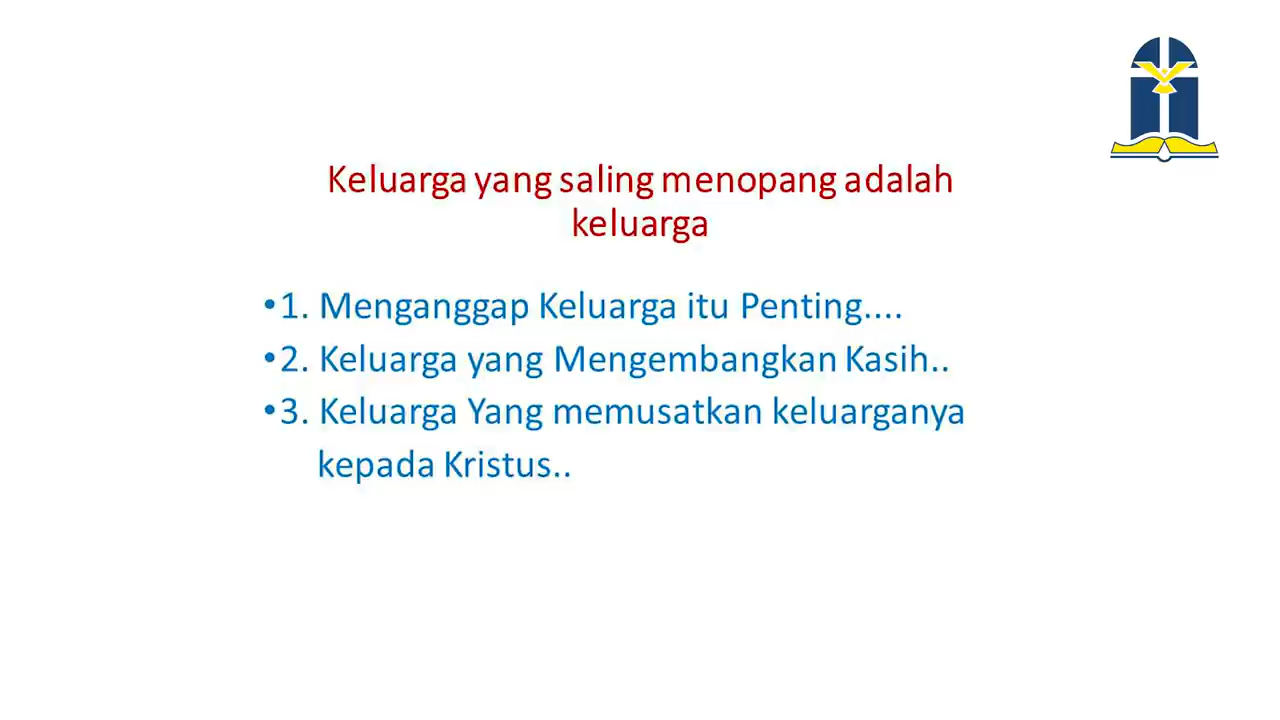 Keluarga yang saling menopang adalah
keluarga
•1. Menganggap Keluarga itu Penting....
•2. Keluarga yang Mengembangkan Kasih..
•3. Keluarga Yang memusatkan keluarganya
kepada Kristus..